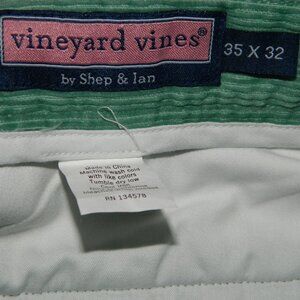 vineyard vines®
35 X 32
by Shep & Ian
Made in China
Machine wash cold
with like colors
Tumble dry low
RN 134578